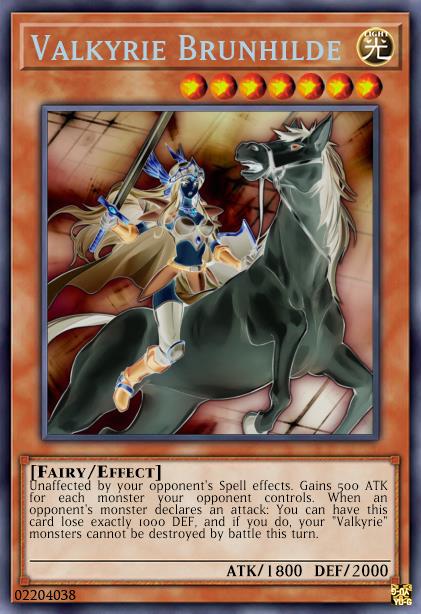 VALKYRIE BRUNHILDE
LIGHT
光
[FAIRY/EFFECT]
Unaffected by your opponent's Spell effects. Gains 500 ATK
for each monster your opponent controls. When an
opponent's monster declares an attack: You can have this
card lose exactly 1000 DEF, and if you do, your "Valkyrie"
monsters cannot be destroyed by battle this turn.
ATK/1800 DEF/2000
02204038